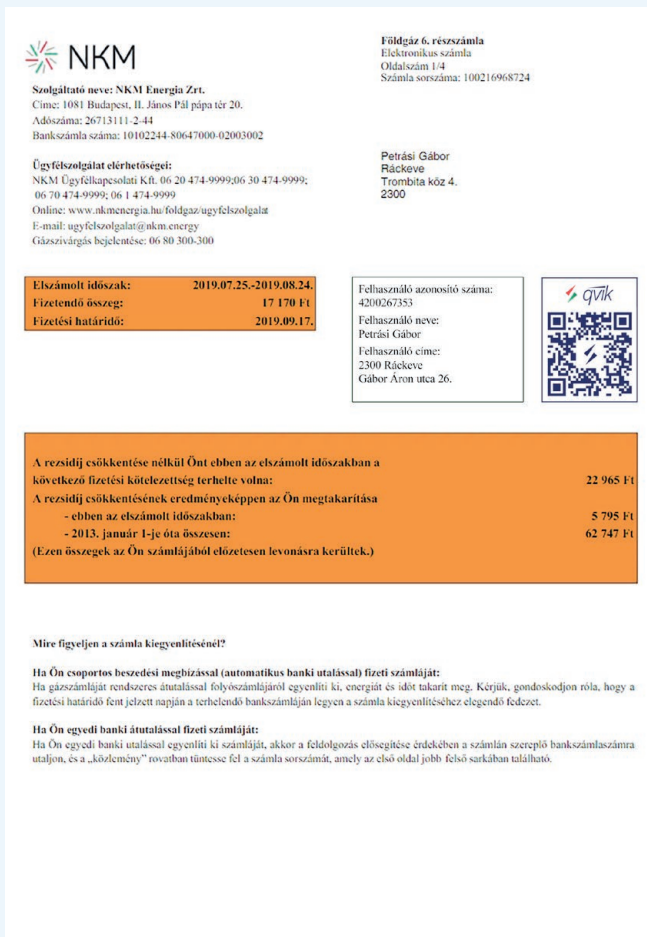 NKM
Szolgáltató neve: NKM Energia Zrt.
Címe: 1081 Budapest, II. János Pál pápa tér 20.
Adószáma: 26713111-2-44
Bankszámla száma: 10102244-80647000-02003002
Ügyfélszolgálat elérhetőségei:
NKM Ügyfélkapcsolati Kft. 06 20 474-9999;06 30 474-9999;
06 70 474-9999; 06 1 474-9999
Online: www.nkmenergia.hu/foldgaz/ugyfelszolgalat
E-mail: ugyfelszolgalat@nkm.energy
Gázszivárgás bejelentése: 06 80 300-300
Földgáz 6. részszámla
Elektronikus számla
Oldalszám 1/4
Számla sorszáma: 100216968724
Petrási Gábor
Ráckeve
Trombita köz 4.
2300
Elszámolt időszak: 2019.07.25.-2019.08.24.
Fizetendő összeg: 17 170 Ft
Fizetési határidő: 2019.09.17.
Felhasználó azonosító száma:
4200267353
Felhasználó neve:
Petrási Gábor
Felhasználó címe:
2300 Ráckeve
Gábor Áron utca 26.
qvik
A rezsidíj csökkentése nélkül Önt ebben az elszámolt időszakban a
következő fizetési kötelezettség terhelte volna: 22 965 Ft
A rezsidíj csökkentésének eredményeképpen az Ön megtakarítása
- ebben az elszámolt időszakban: 5 795 Ft
- 2013. január 1-je óta összesen: 62 747 Ft
(Ezen összegek az Ön számlájából előzetesen levonásra kerültek.)
Mire figyeljen a számla kiegyenlítésénél?
Ha Ön csoportos beszedési megbízással (automatikus banki utalással) fizeti számláját:
Ha gázszámláját rendszeres átutalással folyószámlájáról egyenlíti ki, energiát és időt takarít meg. Kérjük, gondoskodjon róla, hogy a
fizetési határidő fent jelzett napján a terhelendő bankszámláján legyen a számla kiegyenlítéséhez elegendő fedezet.
Ha Ön egyedi banki átutalással fizeti számláját:
Ha Ön egyedi banki utalással egyenlíti ki számláját, akkor a feldolgozás elősegítése érdekében a számlán szereplő bankszámlaszámra
utaljon, és a „közlemény” rovatban tüntesse fel a számla sorszámát, amely az első oldal jobb felső sarkában található.